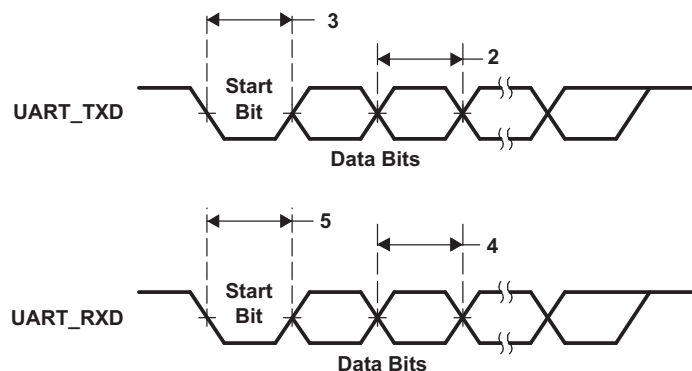 3
2
Start
Bit
UART_TXD
Data Bits
5
4
Start
Bit
UART_RXD
Data Bits